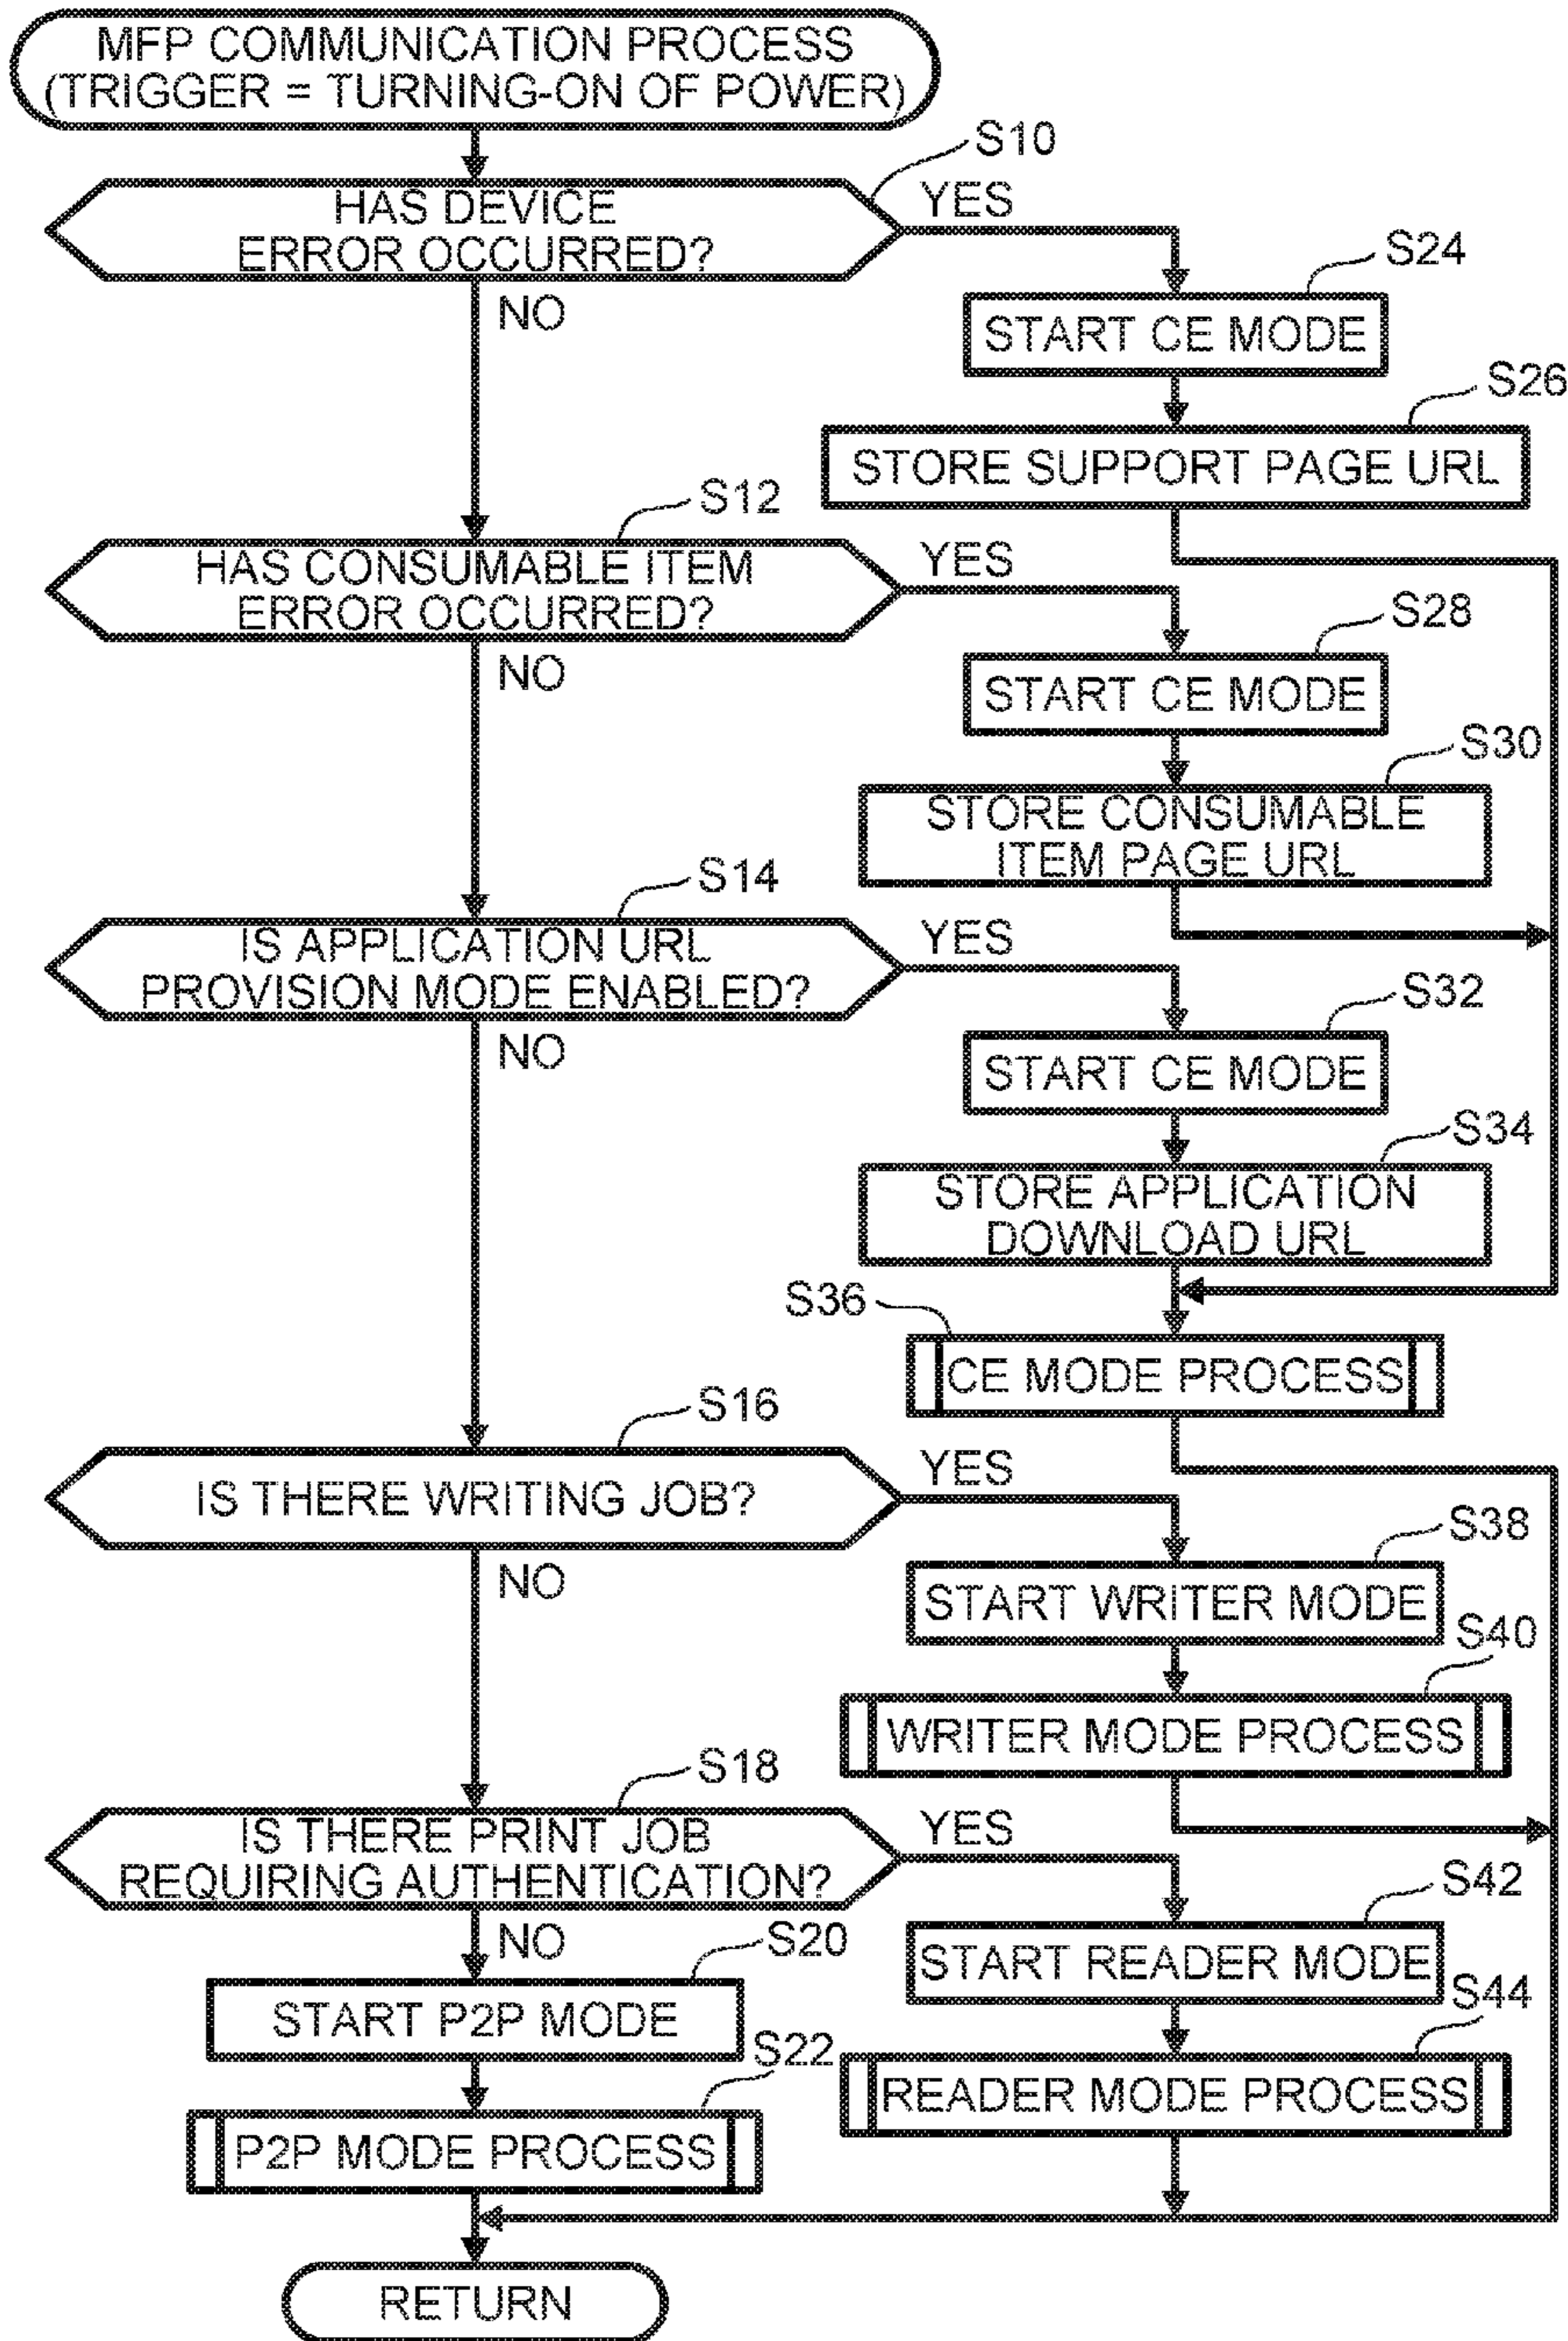 MFP COMMUNICATION PROCESS
(TRIGGER = TURNING-ON OF POWER)
S10
HAS DEVICE
ERROR OCCURRED?
YES
NO
S24
START CE MODE
S26
STORE SUPPORT PAGE URL
S12
HAS CONSUMABLE ITEM
ERROR OCCURRED?
YES
NO
S28
START CE MODE
S30
STORE CONSUMABLE
ITEM PAGE URL
S14
IS APPLICATION URL
PROVISION MODE ENABLED?
YES
NO
S32
START CE MODE
S34
STORE APPLICATION
DOWNLOAD URL
S36
CE MODE PROCESS
S16
IS THERE WRITING JOB?
YES
NO
S38
START WRITER MODE
S40
WRITER MODE PROCESS
S18
IS THERE PRINT JOB
REQUIRING AUTHENTICATION?
YES
NO
S42
START READER MODE
S44
READER MODE PROCESS
S20
START P2P MODE
S22
P2P MODE PROCESS
RETURN